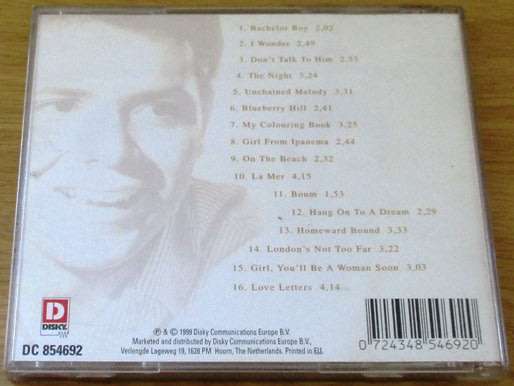 1. Bachelor Boy 2,02
2. I Wonder 2,49
3. Don't Talk To Him 2,53
4. The Night 3,24
5. Unchained Melody 3,31
6. Blueberry Hill 2,41
7. My Colouring Book 3,25
8. Girl From Ipanema 2,44
9. On The Beach 2,32
10. La Mer 4,15
11. Boum 1,53
12. Hang On To A Dream 2,29
13. Homeward Bound 3,33
14. London's Not Too Far 3,22
15. Girl, You'll Be A Woman Soon 3,03
16. Love Letters 4,14
D
DISKY
DC 854692
℗ & © 1999 Disky Communications Europe B.V.
Marketed and distributed by Disky Communications Europe B.V.
Verlengde Lageweg 19, 1628 PM Hoorn, The Netherlands. Printed in EU.
0 724348 546920